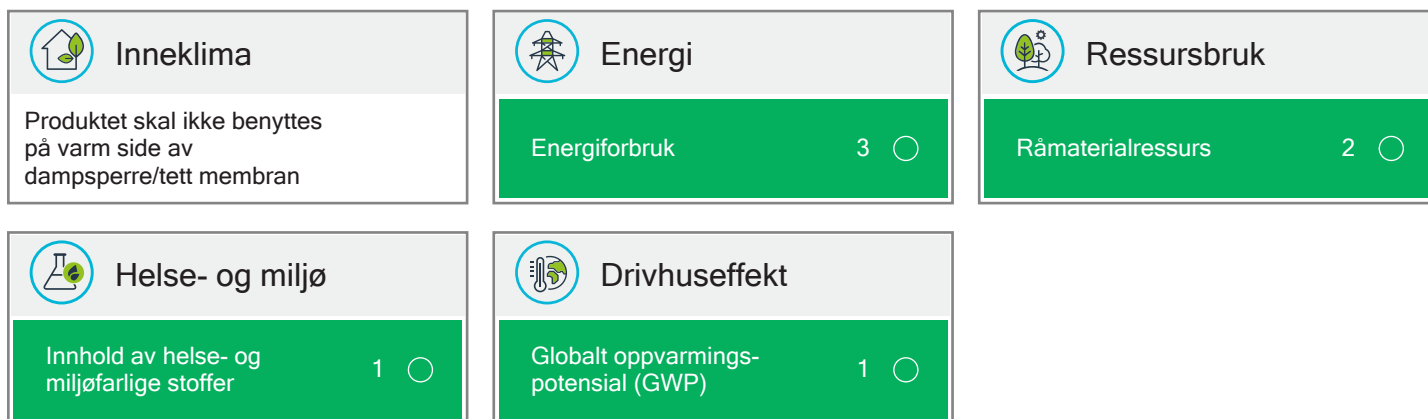 Inneklima
Produktet skal ikke benyttes
på varm side av
dampsperre/tett membran
Energi
Energiforbruk 3
Ressursbruk
Råmaterialressurs 2
Helse- og miljø
Innhold av helse- og
miljøfarlige stoffer 1
Drivhuseffekt
Globalt oppvarmings-
potensial (GWP) 1